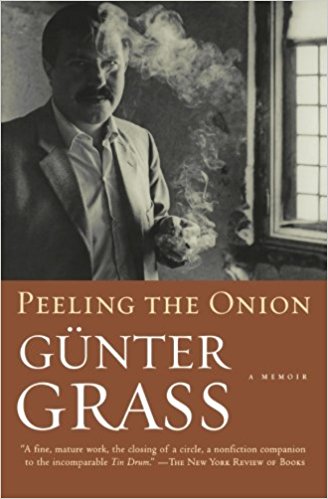 PEELING THE ONION
GÜNTER
A MEMOIR
GRASS
"A fine, mature work, the closing of a circle, a nonfiction companion
to the incomparable Tin Drum." —THE NEW YORK REVIEW OF BOOKS